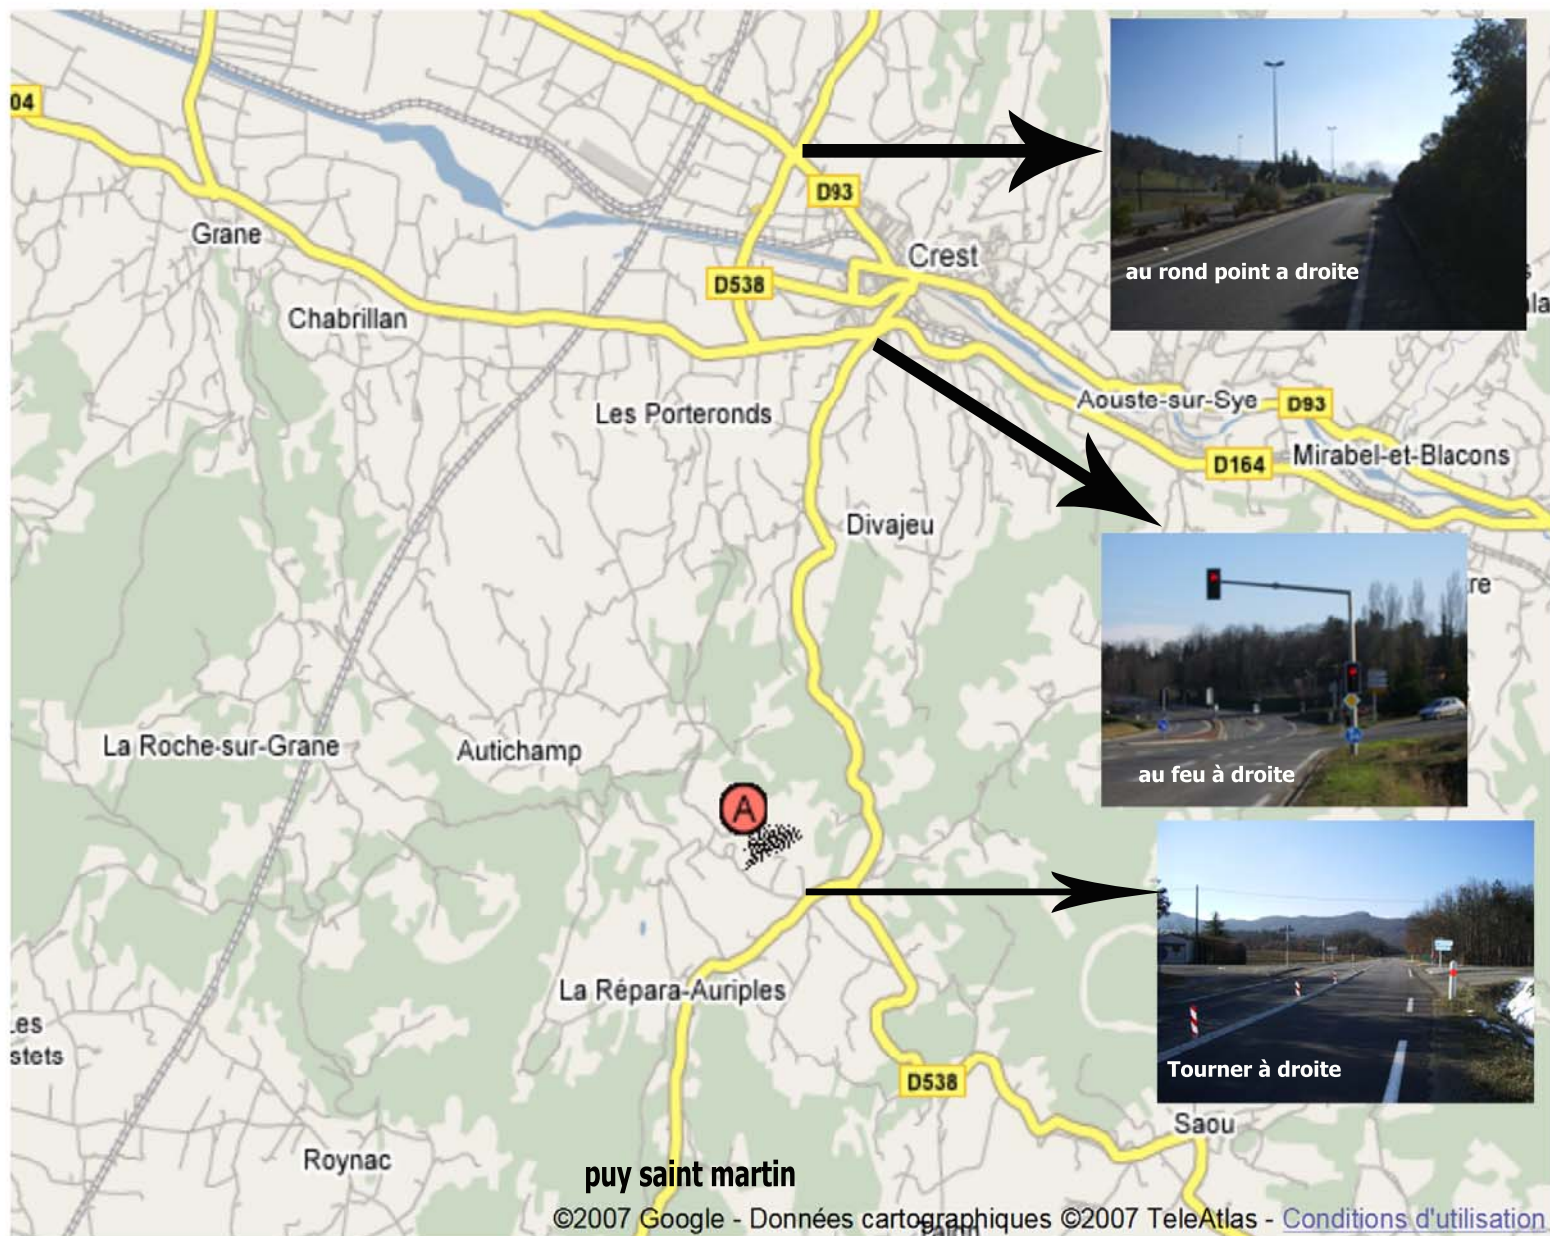 04
D93
Grane
Crest
au rond point a droite
D538
Chabrillan
Les Porteronds
Aouste-sur-Sye
D93
D164
Mirabel-et-Blacons
Divajeu
au feu à droite
La Roche-sur-Grane
Autichamp
A
Tourner à droite
La Répara-Auriples
D538
Saou
Roynac
puy saint martin
©2007 Google - Données cartographiques ©2007 TeleAtlas - Conditions d'utilisation